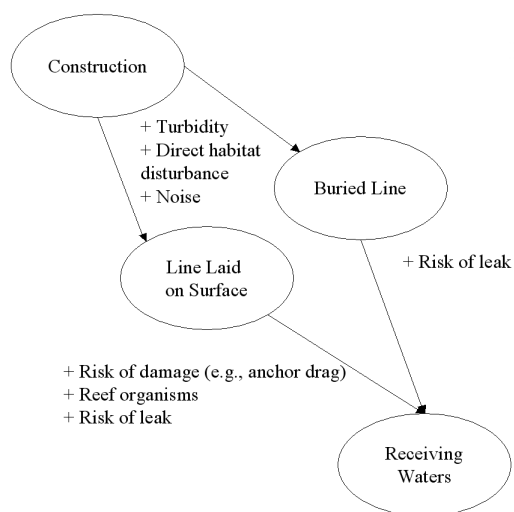 Construction
+ Turbidity
+ Direct habitat
disturbance
+ Noise
Buried Line
Line Laid
on Surface
+ Risk of leak
+ Risk of damage (e.g., anchor drag)
+ Reef organisms
+ Risk of leak
Receiving
Waters